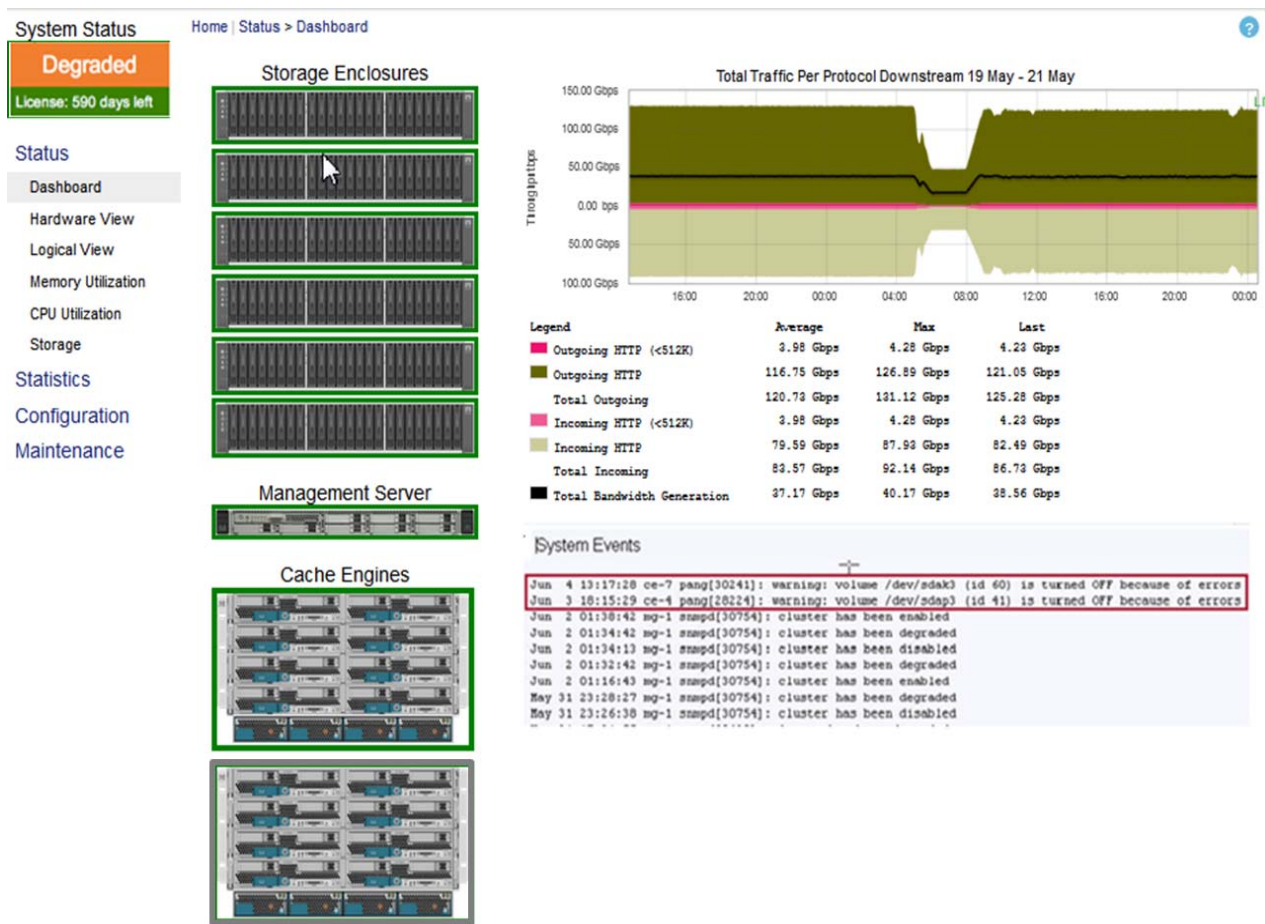 System Status
Degraded
License: 590 days left
Status
Dashboard
Hardware View
Logical View
Memory Utilization
CPU Utilization
Storage
Statistics
Configuration
Maintenance
Home | Status > Dashboard
?
Storage Enclosures
Management Server
Cache Engines
Total Traffic Per Protocol Downstream 19 May - 21 May
150.00 Gbps
100.00 Gbps
50.00 Gbps
0.00 bps
50.00 Gbps
100.00 Gbps
16:00 20:00 00:00 04:00 08:00 12:00 16:00 20:00 00:00
Legend Average Max Last
Outgoing HTTP (<512K) 3.98 Gbps 4.28 Gbps 4.23 Gbps
Outgoing HTTP 116.75 Gbps 126.89 Gbps 121.05 Gbps
Total Outgoing 120.73 Gbps 131.12 Gbps 125.28 Gbps
Incoming HTTP (<512K) 3.98 Gbps 4.28 Gbps 4.23 Gbps
Incoming HTTP 79.59 Gbps 87.93 Gbps 82.49 Gbps
Total Incoming 83.57 Gbps 92.14 Gbps 86.73 Gbps
Total Bandwidth Generation 37.17 Gbps 40.17 Gbps 38.56 Gbps
System Events
Jun 4 13:17:28 ce-7 pang[30241]: warning: volume /dev/sdak3 (id 60) is turned OFF because of errors
Jun 3 18:15:29 ce-4 pang[28224]: warning: volume /dev/sdap3 (id 41) is turned OFF because of errors
Jun 2 01:38:42 mg-1 snmpd[30754]: cluster has been enabled
Jun 2 01:34:42 mg-1 snmpd[30754]: cluster has been degraded
Jun 2 01:34:13 mg-1 snmpd[30754]: cluster has been disabled
Jun 2 01:32:42 mg-1 snmpd[30754]: cluster has been degraded
Jun 2 01:16:43 mg-1 snmpd[30754]: cluster has been enabled
May 31 23:28:27 mg-1 snmpd[30754]: cluster has been degraded
May 31 23:26:38 mg-1 snmpd[30754]: cluster has been disabled